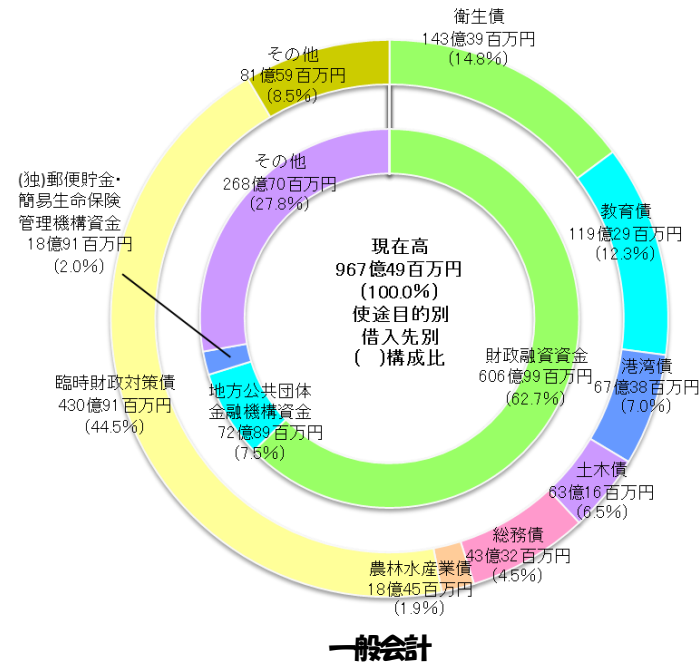 衛生債
143億39百万円
(14.8%)
その他
81億59百万円
(8.5%)
教育債
119億29百万円
(12.3%)
その他
268億70百万円
(27.8%)
(独)郵便貯金・
簡易生命保険
管理機構資金
18億91百万円
(2.0%)
現在高
967億49百万円
(100.0%)
使途目的別
借入先別
( )構成比
財政融資資金
606億99百万円
(62.7%)
港湾債
67億38百万円
(7.0%)
臨時財政対策債
430億91百万円
(44.5%)
地方公共団体
金融機構資金
72億89百万円
(7.5%)
土木債
63億16百万円
(6.5%)
総務債
43億32百万円
(4.5%)
農林水産業債
18億45百万円
(1.9%)
一般会計